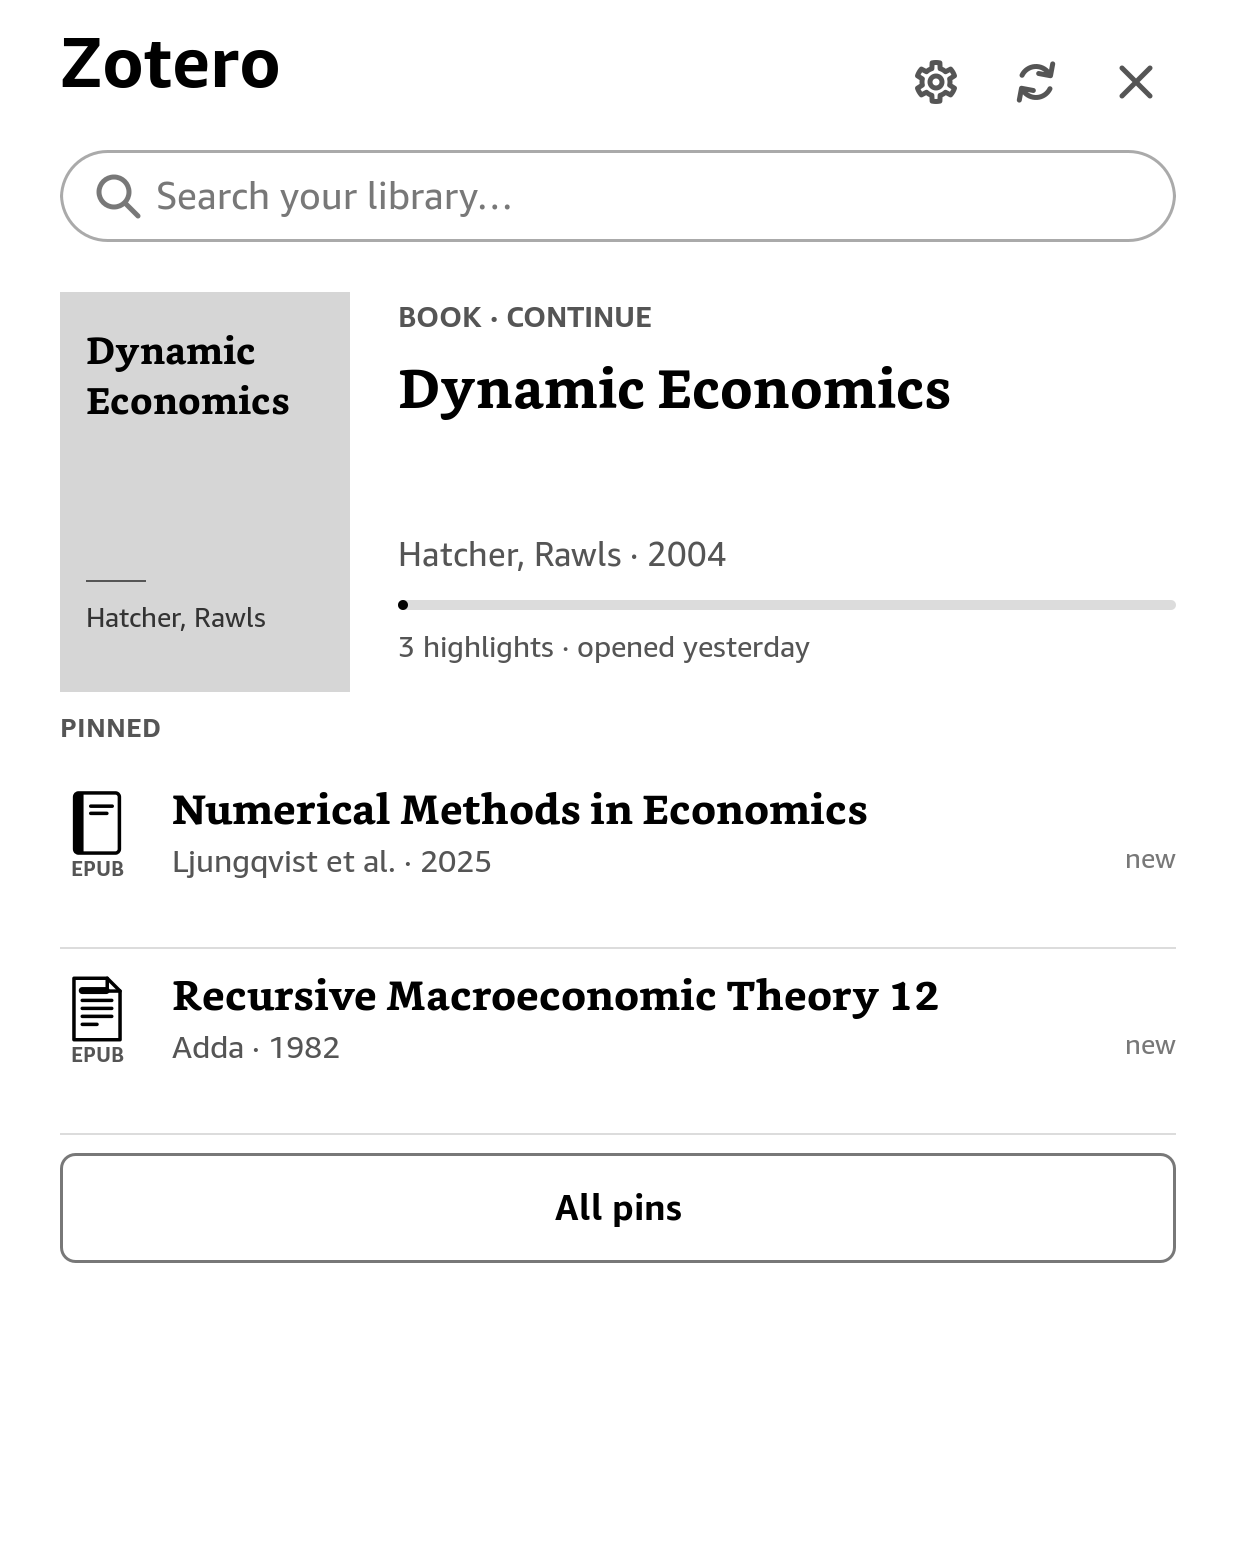 Zotero
Search your library…
Dynamic
Economics
Hatcher, Rawls
BOOK · CONTINUE
Dynamic Economics
Hatcher, Rawls · 2004
3 highlights · opened yesterday
PINNED
EPUB
Numerical Methods in Economics
Ljungqvist et al. · 2025
new
EPUB
Recursive Macroeconomic Theory 12
Adda · 1982
new
All pins